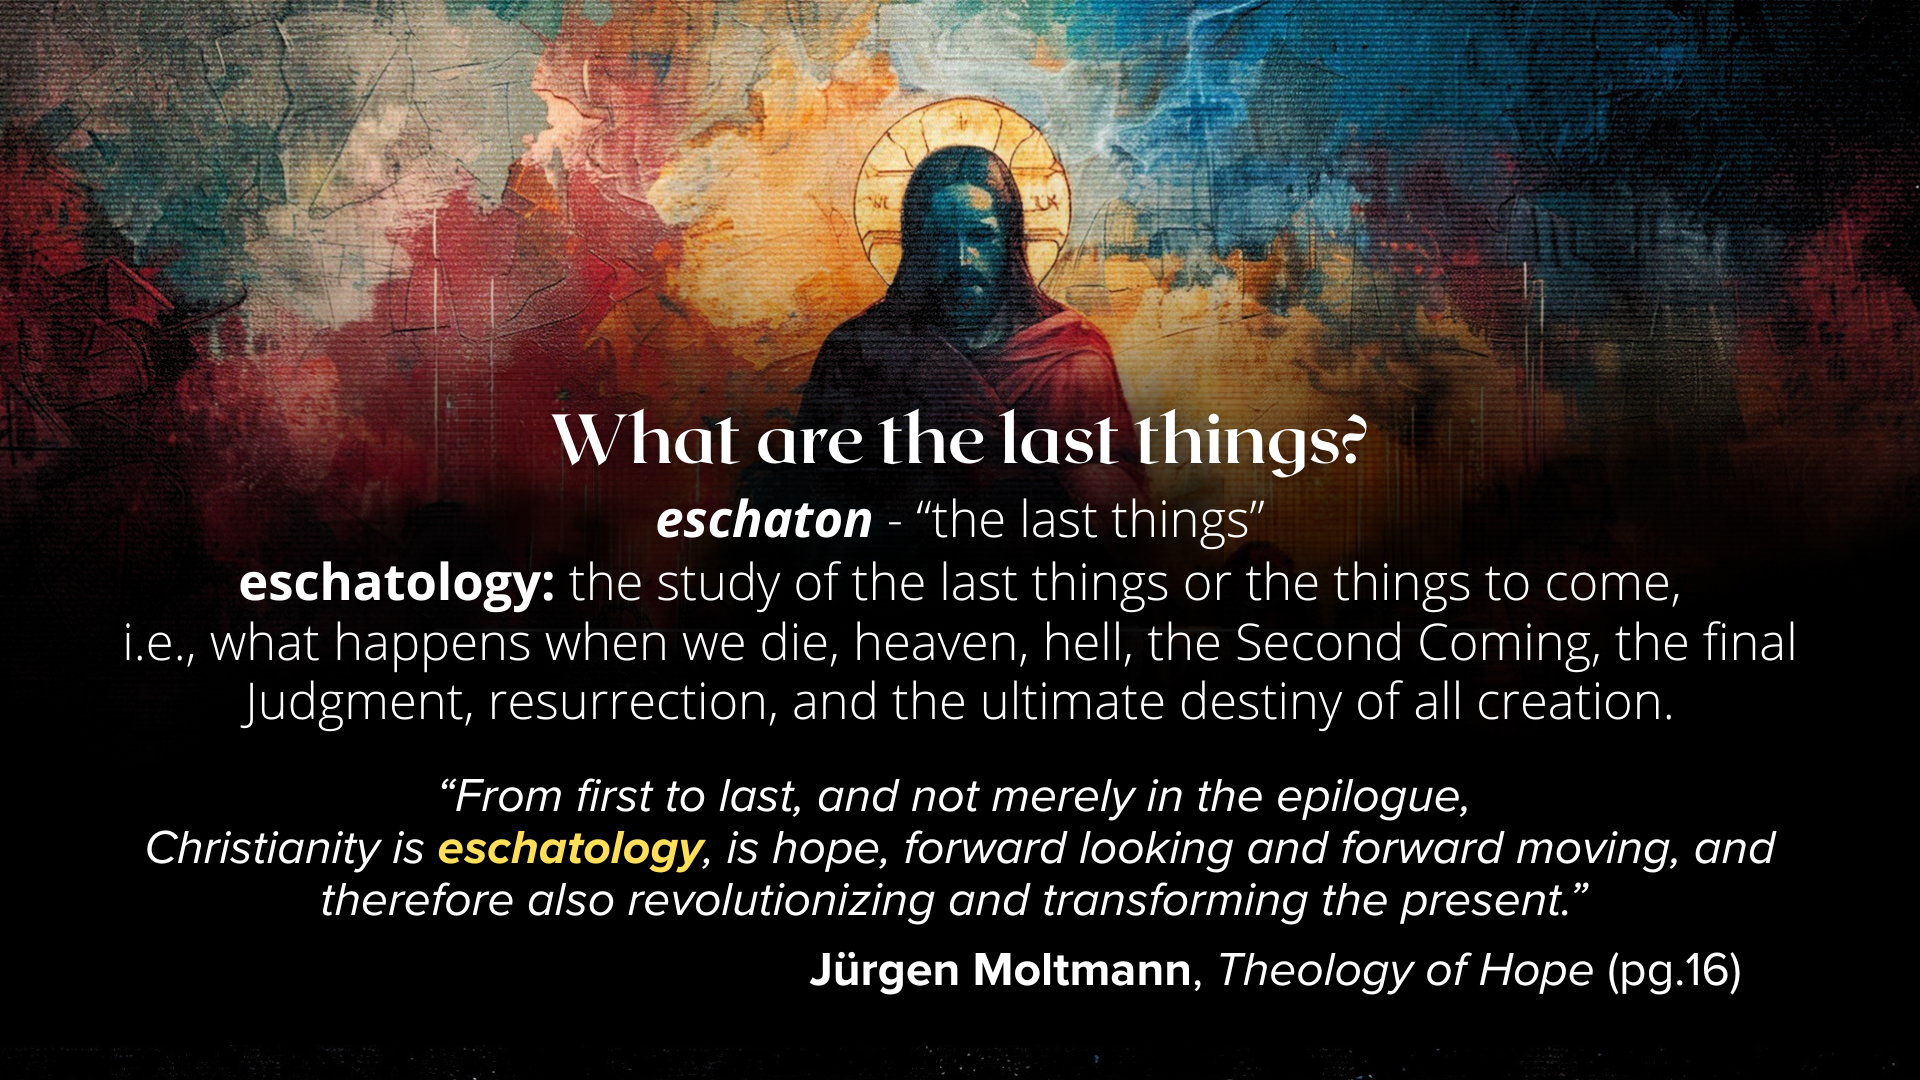 What are the last things?
eschaton - “the last things”
eschatology: the study of the last things or the things to come,
i.e., what happens when we die, heaven, hell, the Second Coming, the final
Judgment, resurrection, and the ultimate destiny of all creation.
“From first to last, and not merely in the epilogue,
Christianity is eschatology, is hope, forward looking and forward moving, and
therefore also revolutionizing and transforming the present.”
Jürgen Moltmann, Theology of Hope (pg.16)